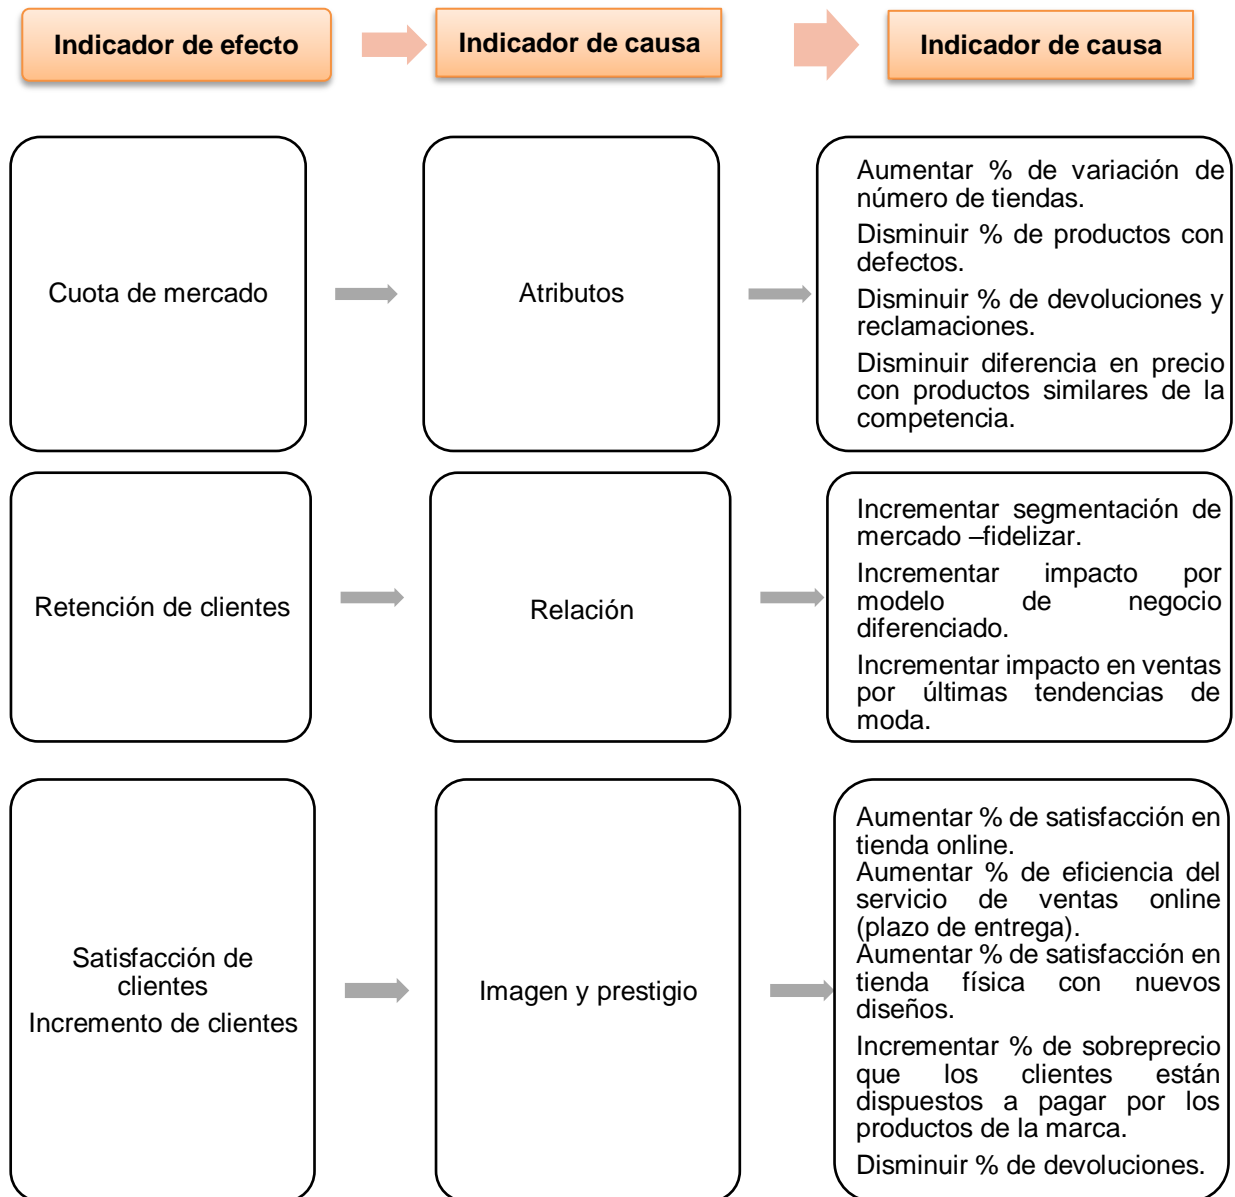 Indicador de efecto
Indicador de causa
Indicador de causa
Cuota de mercado
Atributos
Aumentar % de variación de
número de tiendas.
Disminuir % de productos con
defectos.
Disminuir % de devoluciones y
reclamaciones.
Disminuir diferencia en precio
con productos similares de la
competencia.
Retención de clientes
Relación
Incrementar segmentación de
mercado –fidelizar.
Incrementar impacto por
modelo de negocio
diferenciado.
Incrementar impacto en ventas
por últimas tendencias de
moda.
Satisfacción de
clientes
Incremento de clientes
Imagen y prestigio
Aumentar % de satisfacción en
tienda online.
Aumentar % de eficiencia del
servicio de ventas online
(plazo de entrega).
Aumentar % de satisfacción en
tienda física con nuevos
diseños.
Incrementar % de sobreprecio
que los clientes están
dispuestos a pagar por los
productos de la marca.
Disminuir % de devoluciones.